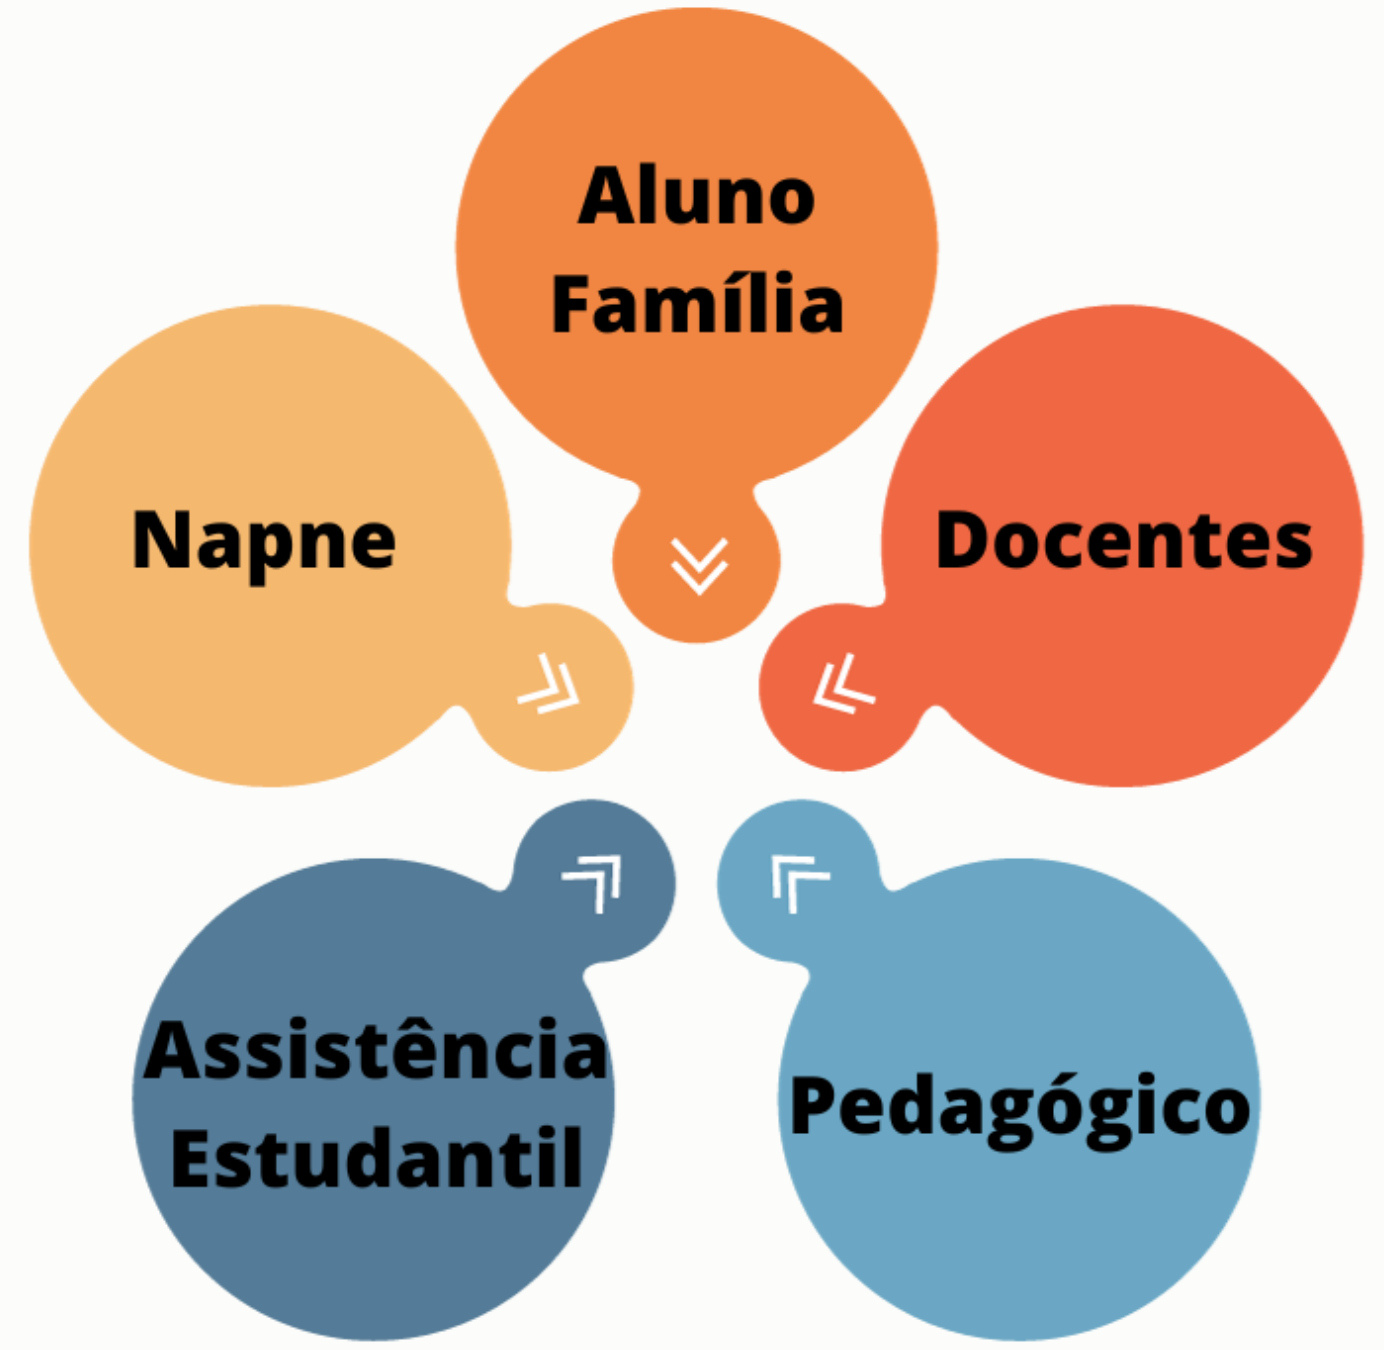 Aluno
Família
Napne
Docentes
Assistência
Estudantil
Pedagógico